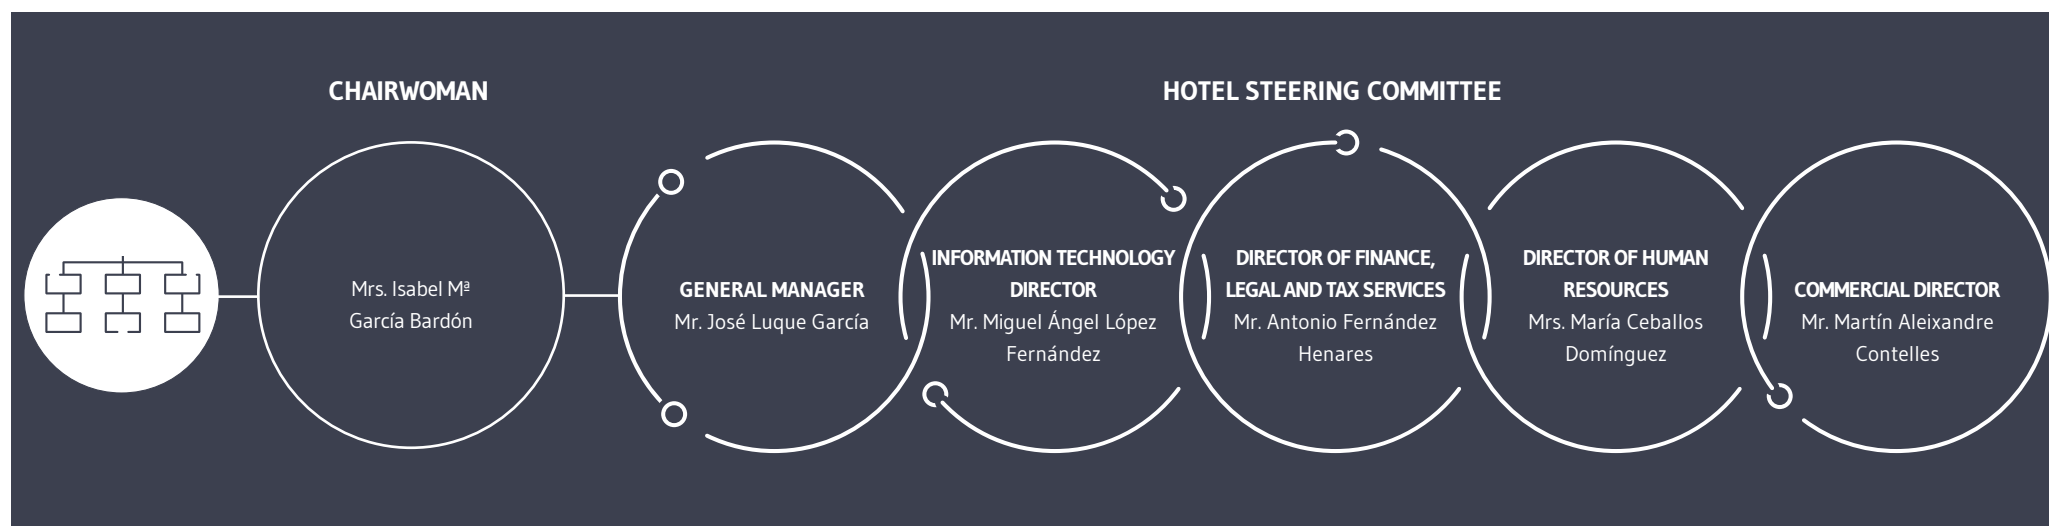 CHAIRWOMAN
HOTEL STEERING COMMITTEE
Mrs. Isabel Mª
García Bardón
GENERAL MANAGER
Mr. José Luque García
INFORMATION TECHNOLOGY
DIRECTOR
Mr. Miguel Ángel López
Fernández
DIRECTOR OF FINANCE,
LEGAL AND TAX SERVICES
Mr. Antonio Fernández
Henares
DIRECTOR OF HUMAN
RESOURCES
Mrs. María Ceballos
Domínguez
COMMERCIAL DIRECTOR
Mr. Martín Aleixandre
Contelles